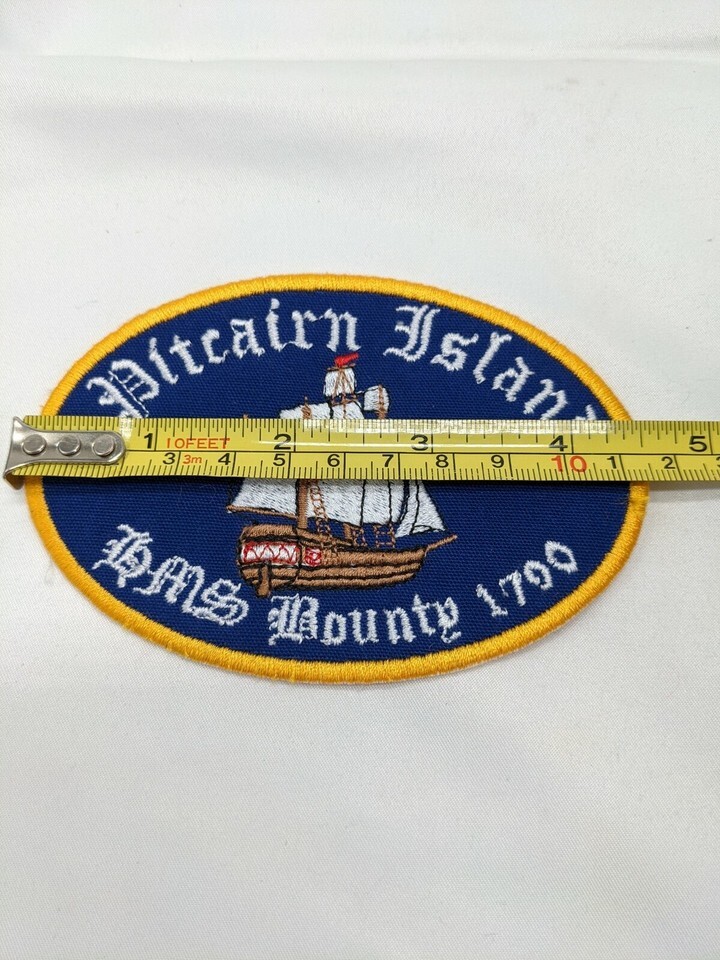 Pitcairn Island
1 10FEET 2 3 4 5
3 3m 4 5 6 7 8 9 10 1 2 3
HMS Bounty 1790